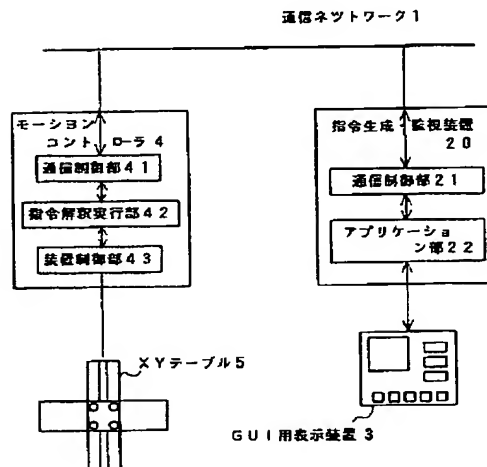 通信ネツトワーク1
モーション
コントローラ4
通信制御部41
指令解釈実行部42
装置制御部43
指令生成・監視装置
20
通信制御部21
アプリケーショ
ン部22
XYテーブル5
GUI用表示装置3